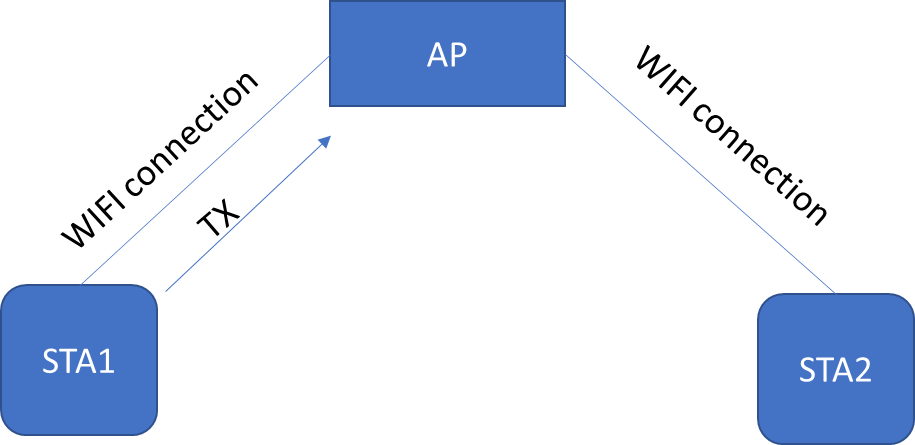 AP
WIFI connection
WIFI connection
TX
STA1
STA2